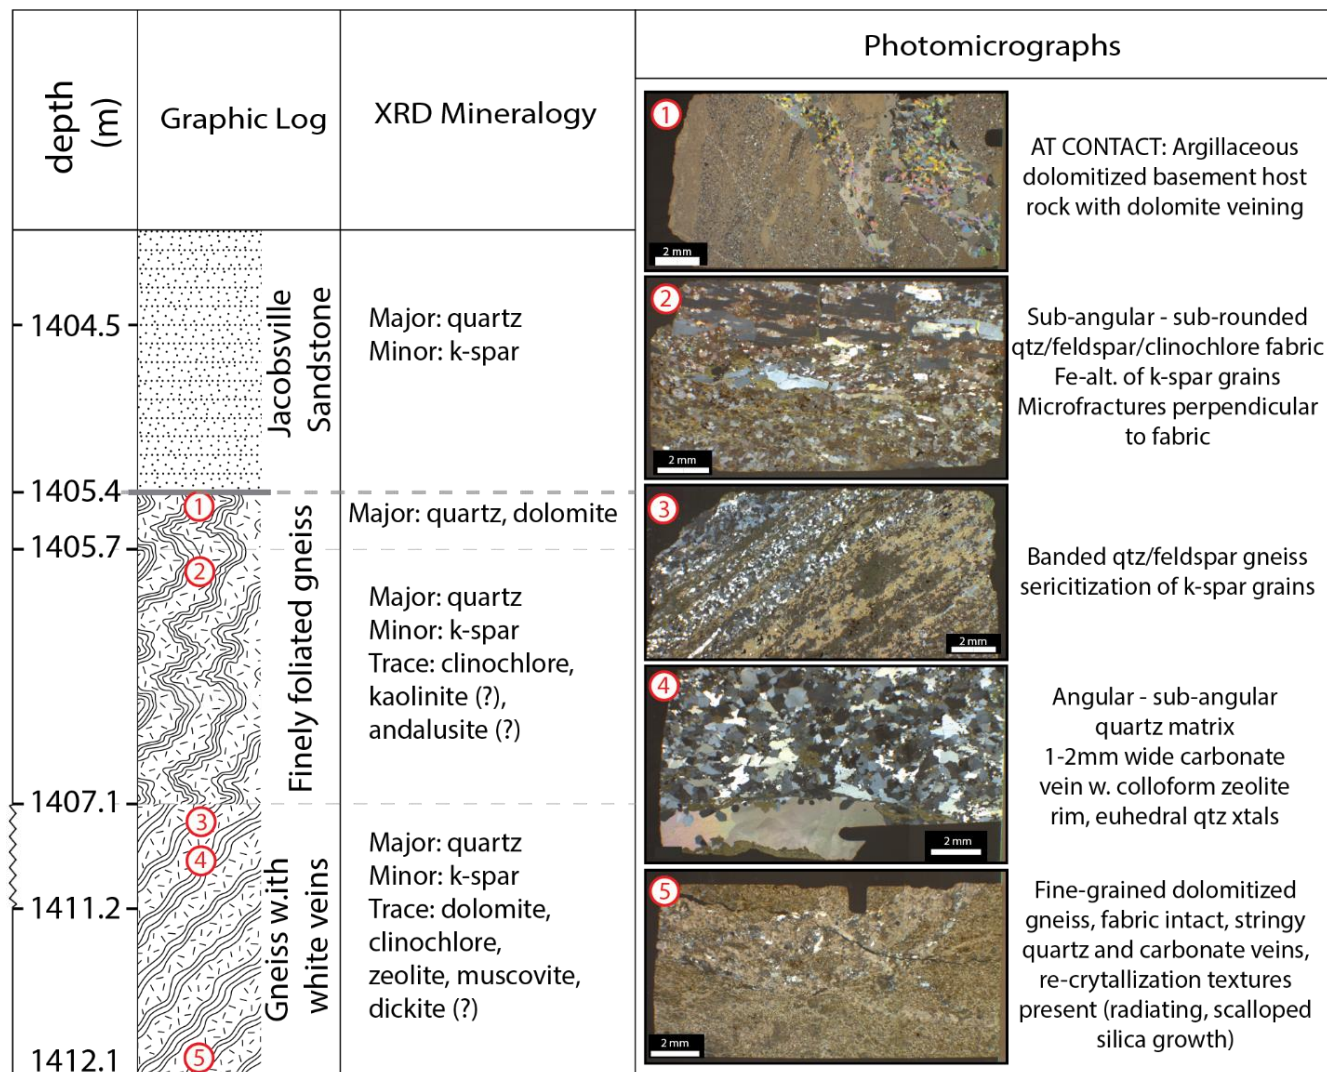 depth
(m)
Graphic Log
XRD Mineralogy
Photomicrographs
1404.5
1405.4
1405.7
1407.1
1411.2
1412.1
Jacobsville
Sandstone
Finely foliated gneiss
Gneiss w.ith
white veins
1
2
3
4
5
Major: quartz
Minor: k-spar
Major: quartz, dolomite
Major: quartz
Minor: k-spar
Trace: clinochlore,
kaolinite (?),
andalusite (?)
Major: quartz
Minor: k-spar
Trace: dolomite,
clinochlore,
zeolite, muscovite,
dickite (?)
1
2 mm
AT CONTACT: Argillaceous
dolomitized basement host
rock with dolomite veining
2
2 mm
Sub-angular - sub-rounded
qtz/feldspar/clinochlore fabric
Fe-alt. of k-spar grains
Microfractures perpendicular
to fabric
3
2 mm
Banded qtz/feldspar gneiss
sericitization of k-spar grains
4
2 mm
Angular - sub-angular
quartz matrix
1-2mm wide carbonate
vein w. colloform zeolite
rim, euhedral qtz xtals
5
2 mm
Fine-grained dolomitized
gneiss, fabric intact, stringy
quartz and carbonate veins,
re-crytallization textures
present (radiating, scalloped
silica growth)